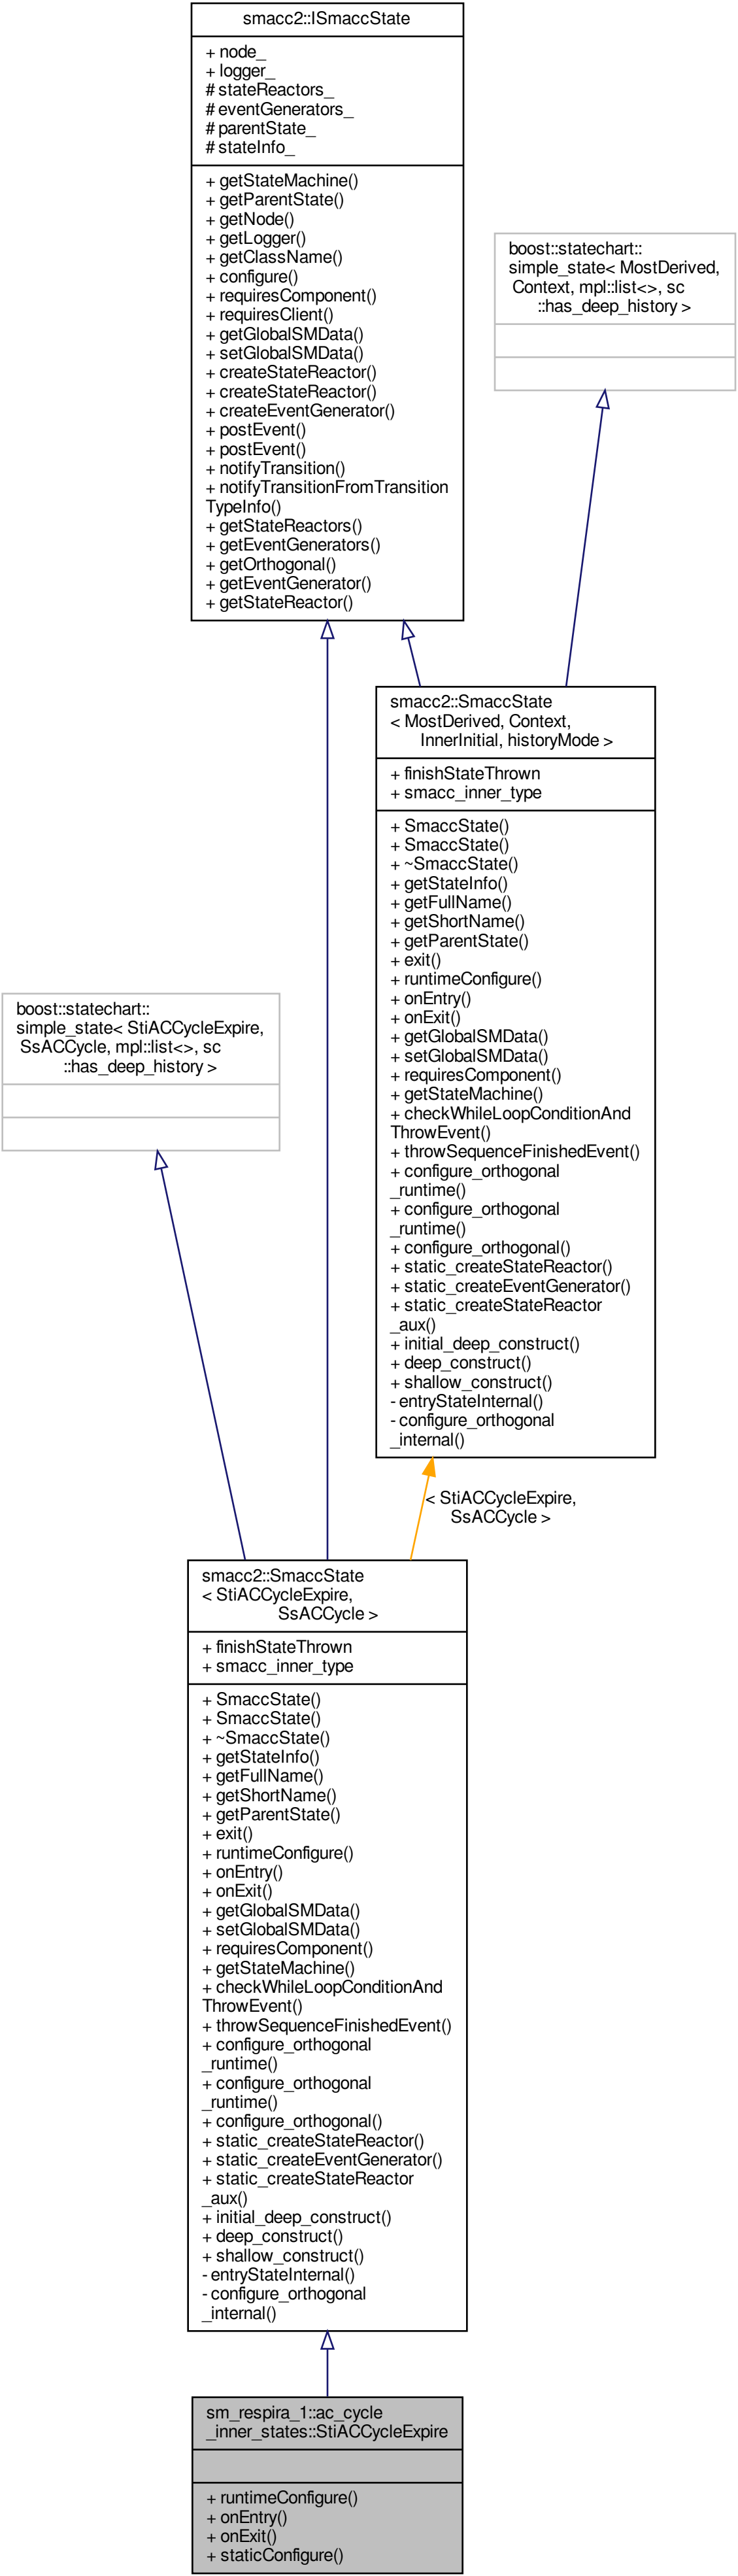 smacc2::ISmaccState
+ node_
+ logger_
# stateReactors_
# eventGenerators_
# parentState_
# stateInfo_
+ getStateMachine()
+ getParentState()
+ getNode()
+ getLogger()
+ getClassName()
+ configure()
+ requiresComponent()
+ requiresClient()
+ getGlobalSMData()
+ setGlobalSMData()
+ createStateReactor()
+ createStateReactor()
+ createEventGenerator()
+ postEvent()
+ postEvent()
+ notifyTransition()
+ notifyTransitionFromTransition
TypeInfo()
+ getStateReactors()
+ getEventGenerators()
+ getOrthogonal()
+ getEventGenerator()
+ getStateReactor()
boost::statechart::
simple_state< MostDerived,
Context, mpl::list<>, sc
::has_deep_history >
smacc2::SmaccState
< MostDerived, Context,
InnerInitial, historyMode >
+ finishStateThrown
+ smacc_inner_type
+ SmaccState()
+ SmaccState()
+ ~SmaccState()
+ getStateInfo()
+ getFullName()
+ getShortName()
+ getParentState()
+ exit()
+ runtimeConfigure()
+ onEntry()
+ onExit()
+ getGlobalSMData()
+ setGlobalSMData()
+ requiresComponent()
+ getStateMachine()
+ checkWhileLoopConditionAnd
ThrowEvent()
+ throwSequenceFinishedEvent()
+ configure_orthogonal
_runtime()
+ configure_orthogonal
_runtime()
+ configure_orthogonal()
+ static_createStateReactor()
+ static_createEventGenerator()
+ static_createStateReactor
_aux()
+ initial_deep_construct()
+ deep_construct()
+ shallow_construct()
- entryStateInternal()
- configure_orthogonal
_internal()
boost::statechart::
simple_state< StiACCycleExpire,
SsACCycle, mpl::list<>, sc
::has_deep_history >
< StiACCycleExpire,
SsACCycle >
smacc2::SmaccState
< StiACCycleExpire,
SsACCycle >
+ finishStateThrown
+ smacc_inner_type
+ SmaccState()
+ SmaccState()
+ ~SmaccState()
+ getStateInfo()
+ getFullName()
+ getShortName()
+ getParentState()
+ exit()
+ runtimeConfigure()
+ onEntry()
+ onExit()
+ getGlobalSMData()
+ setGlobalSMData()
+ requiresComponent()
+ getStateMachine()
+ checkWhileLoopConditionAnd
ThrowEvent()
+ throwSequenceFinishedEvent()
+ configure_orthogonal
_runtime()
+ configure_orthogonal
_runtime()
+ configure_orthogonal()
+ static_createStateReactor()
+ static_createEventGenerator()
+ static_createStateReactor
_aux()
+ initial_deep_construct()
+ deep_construct()
+ shallow_construct()
- entryStateInternal()
- configure_orthogonal
_internal()
sm_respira_1::ac_cycle
_inner_states::StiACCycleExpire
+ runtimeConfigure()
+ onEntry()
+ onExit()
+ staticConfigure()